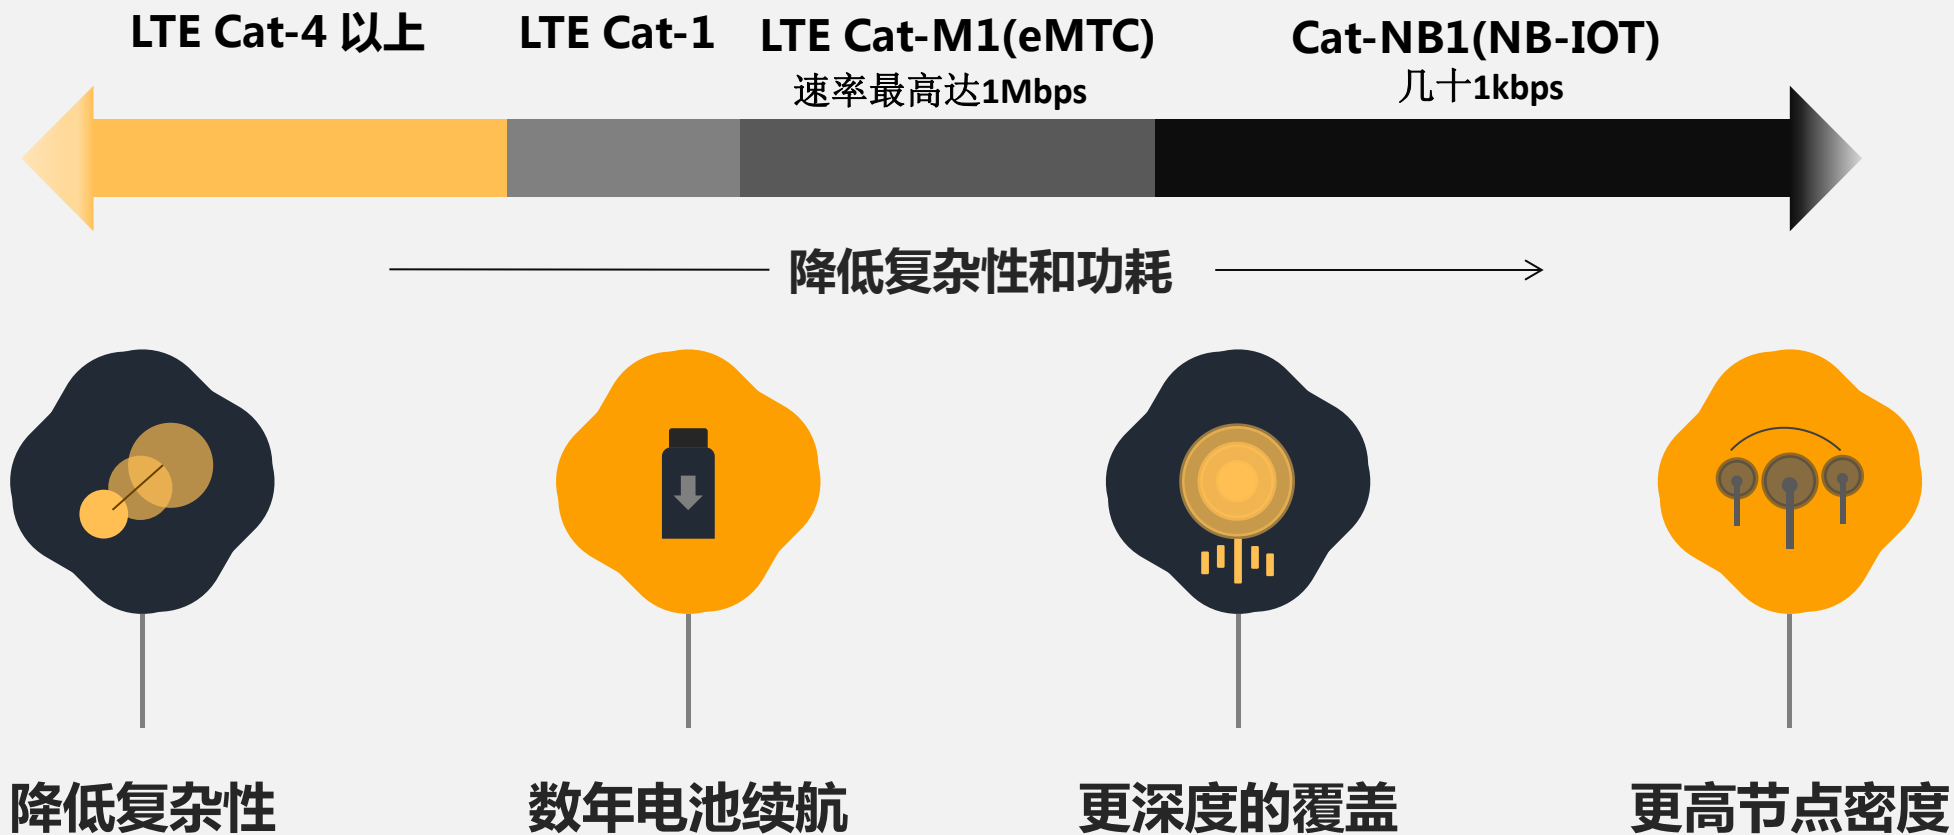 LTE Cat-4 以上
LTE Cat-1
LTE Cat-M1(eMTC)
速率最高达1Mbps
Cat-NB1(NB-IOT)
几十1kbps
降低复杂性和功耗
降低复杂性
数年电池续航
更深度的覆盖
更高节点密度